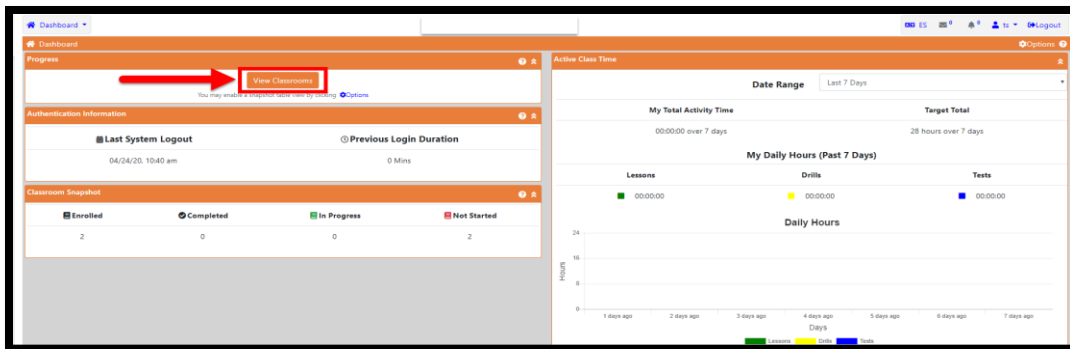 Dashboard
ES 0 0 ts Logout
Dashboard Options
Progress
View Classrooms
You may enable a snapshot table view by clicking Options
Authentication Information
Last System Logout Previous Login Duration
04/24/20, 10:40 am 0 Mins
Classroom Snapshot
Enrolled Completed In Progress Not Started
2 0 0 2
Active Class Time
Date Range Last 7 Days
My Total Activity Time Target Total
00:00:00 over 7 days 28 hours over 7 days
My Daily Hours (Past 7 Days)
Lessons Drills Tests
00:00:00 00:00:00 00:00:00
Daily Hours
24
16
8
0
Hours
1 days ago 2 days ago 3 days ago 4 days ago 5 days ago 6 days ago 7 days ago
Days
Lessons Drills Tests